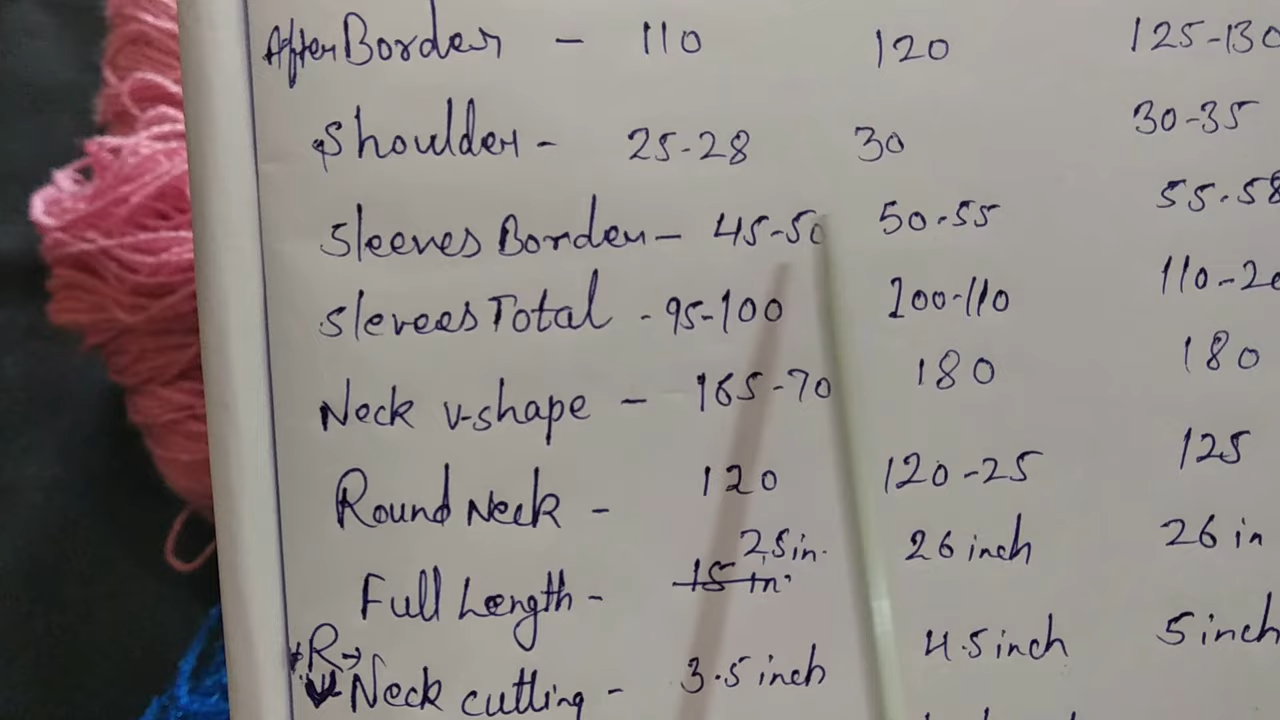 After Border - 110 120 125-130
Shoulder - 25-28 30 30-35
Sleeves Border - 45-50 50-55 55-58
Slevees Total - 95-100 100-110 110-20
Neck V-shape - 165-70 180 180
Round Neck - 120 120-25 125
25in.
Full Length - 15 in. 26 inch 26 in
R→
Neck cutting - 3.5 inch 4.5 inch 5 inch